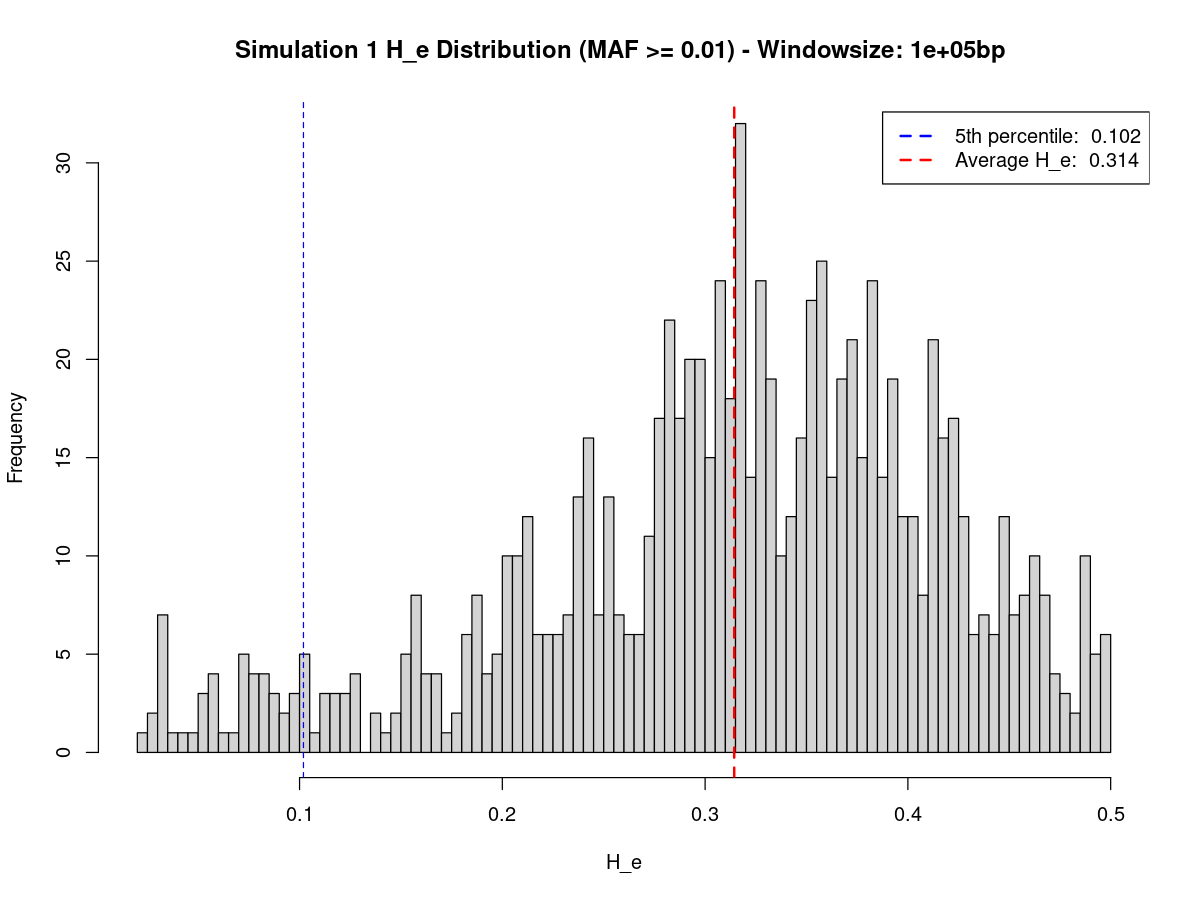 Simulation 1 H_e Distribution (MAF >= 0.01) - Windowsize: 1e+05bp
5th percentile:  0.102
Average H_e:  0.314
Frequency
30
25
20
15
10
5
0
0.1
0.2
0.3
0.4
0.5
H_e